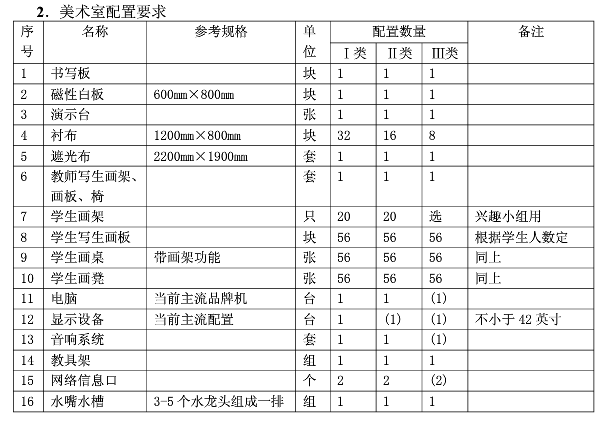 2．美术室配置要求
序号 名称 参考规格 单位 配置数量 备注
Ⅰ类 Ⅱ类 Ⅲ类
1 书写板 块 1 1 1
2 磁性白板 600mm×800mm 块 1 1 1
3 演示台 张 1 1 1
4 衬布 1200mm×800mm 块 32 16 8
5 遮光布 2200mm×1900mm 套 1 1 1
6 教师写生画架、画板、椅 套 1 1 1
7 学生画架 只 20 20 选 兴趣小组用
8 学生写生画板 块 56 56 56 根据学生人数定
9 学生画桌 带画架功能 张 56 56 56 同上
10 学生画凳 张 56 56 56 同上
11 电脑 当前主流品牌机 台 1 1 (1)
12 显示设备 当前主流配置 台 1 (1) (1) 不小于 42 英寸
13 音响系统 套 1 1 (1)
14 教具架 组 1 1 1
15 网络信息口 个 2 2 (2)
16 水嘴水槽 3-5 个水龙头组成一排 组 1 1 1